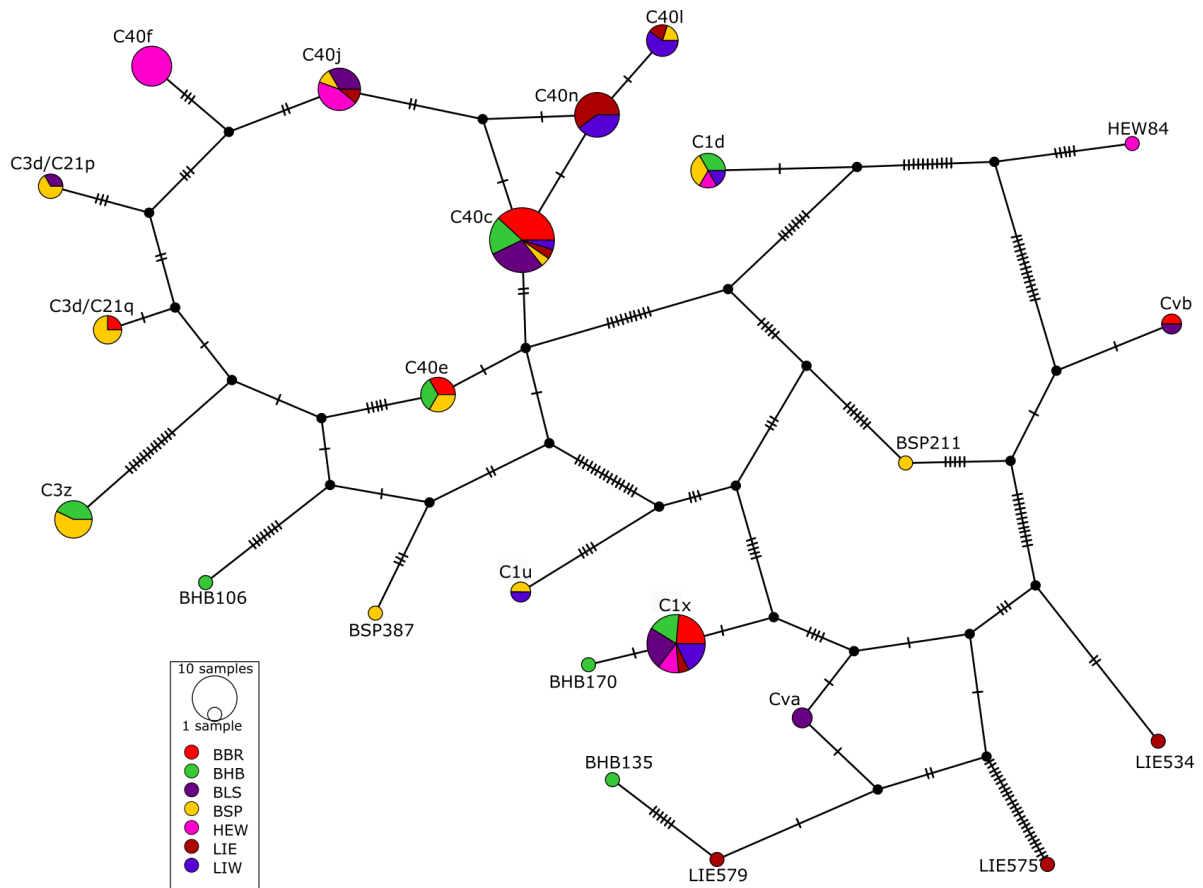 C40f
C40j
C40l
C40n
C1d
HEW84
C3d/C21p
C40c
C3d/C21q
Cvb
C40e
BSP211
C3z
C1u
BHB106
BSP387
C1x
BHB170
Cva
LIE534
BHB135
LIE579
LIE575
10 samples
1 sample
BBR
BHB
BLS
BSP
HEW
LIE
LIW